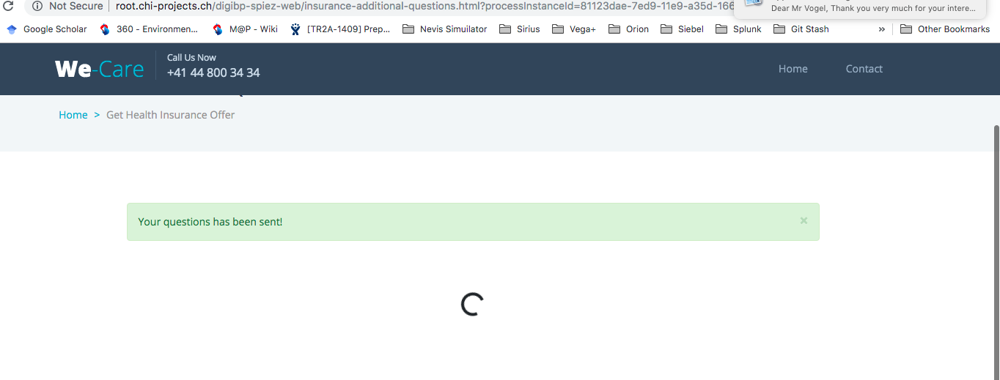 Not Secure root.chi-projects.ch/digibp-spiez-web/insurance-additional-questions.html?processInstanceId=81123dae-7ed9-11e9-a35d-166
Dear Mr Vogel, Thank you very much for your intere...
Google Scholar 360 - Environmen... M@P - Wiki [TR2A-1409] Prep... Nevis Simuilator Sirius Vega+ Orion Siebel Splunk Git Stash » Other Bookmarks
We-Care
Call Us Now
+41 44 800 34 34
Home Contact
Home > Get Health Insurance Offer
Your questions has been sent! ×